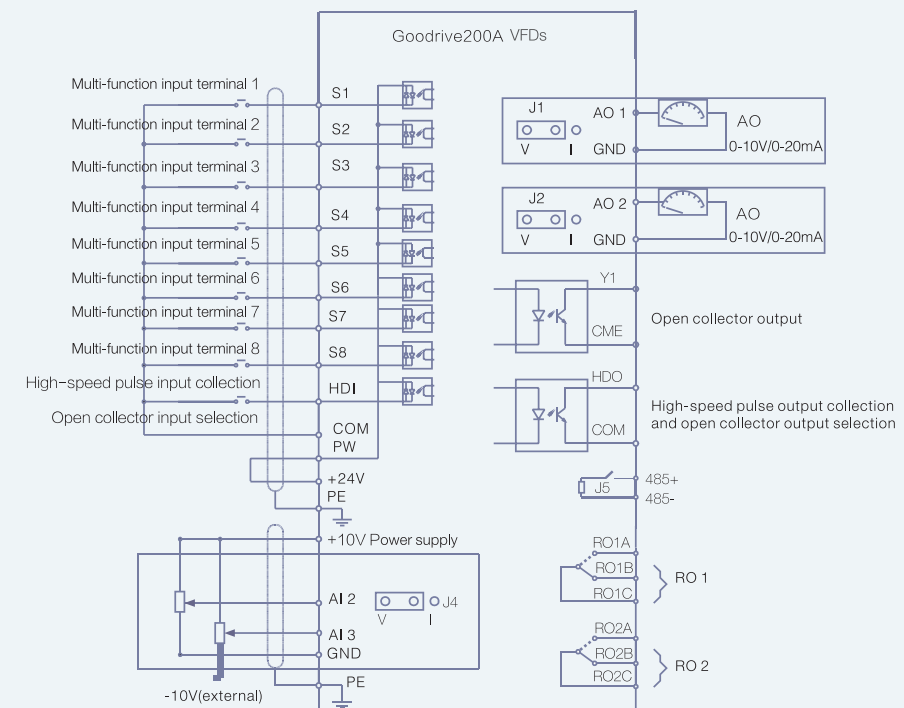 Goodrive200A VFDs
Multi-function input terminal 1
S1
Multi-function input terminal 2
S2
Multi-function input terminal 3
S3
Multi-function input terminal 4
S4
Multi-function input terminal 5
S5
Multi-function input terminal 6
S6
Multi-function input terminal 7
S7
Multi-function input terminal 8
S8
High-speed pulse input collection
HDI
Open collector input selection
COM
PW
+24V
PE
+10V Power supply
AI 2
J4
V I
AI 3
GND
-10V(external)
PE
J1
V I
AO 1
GND
AO
0-10V/0-20mA
J2
V I
AO 2
GND
AO
0-10V/0-20mA
Y1
CME
Open collector output
HDO
COM
High-speed pulse output collection
and open collector output selection
J5
485+
485-
RO1A
RO1B
RO1C
RO 1
RO2A
RO2B
RO2C
RO 2